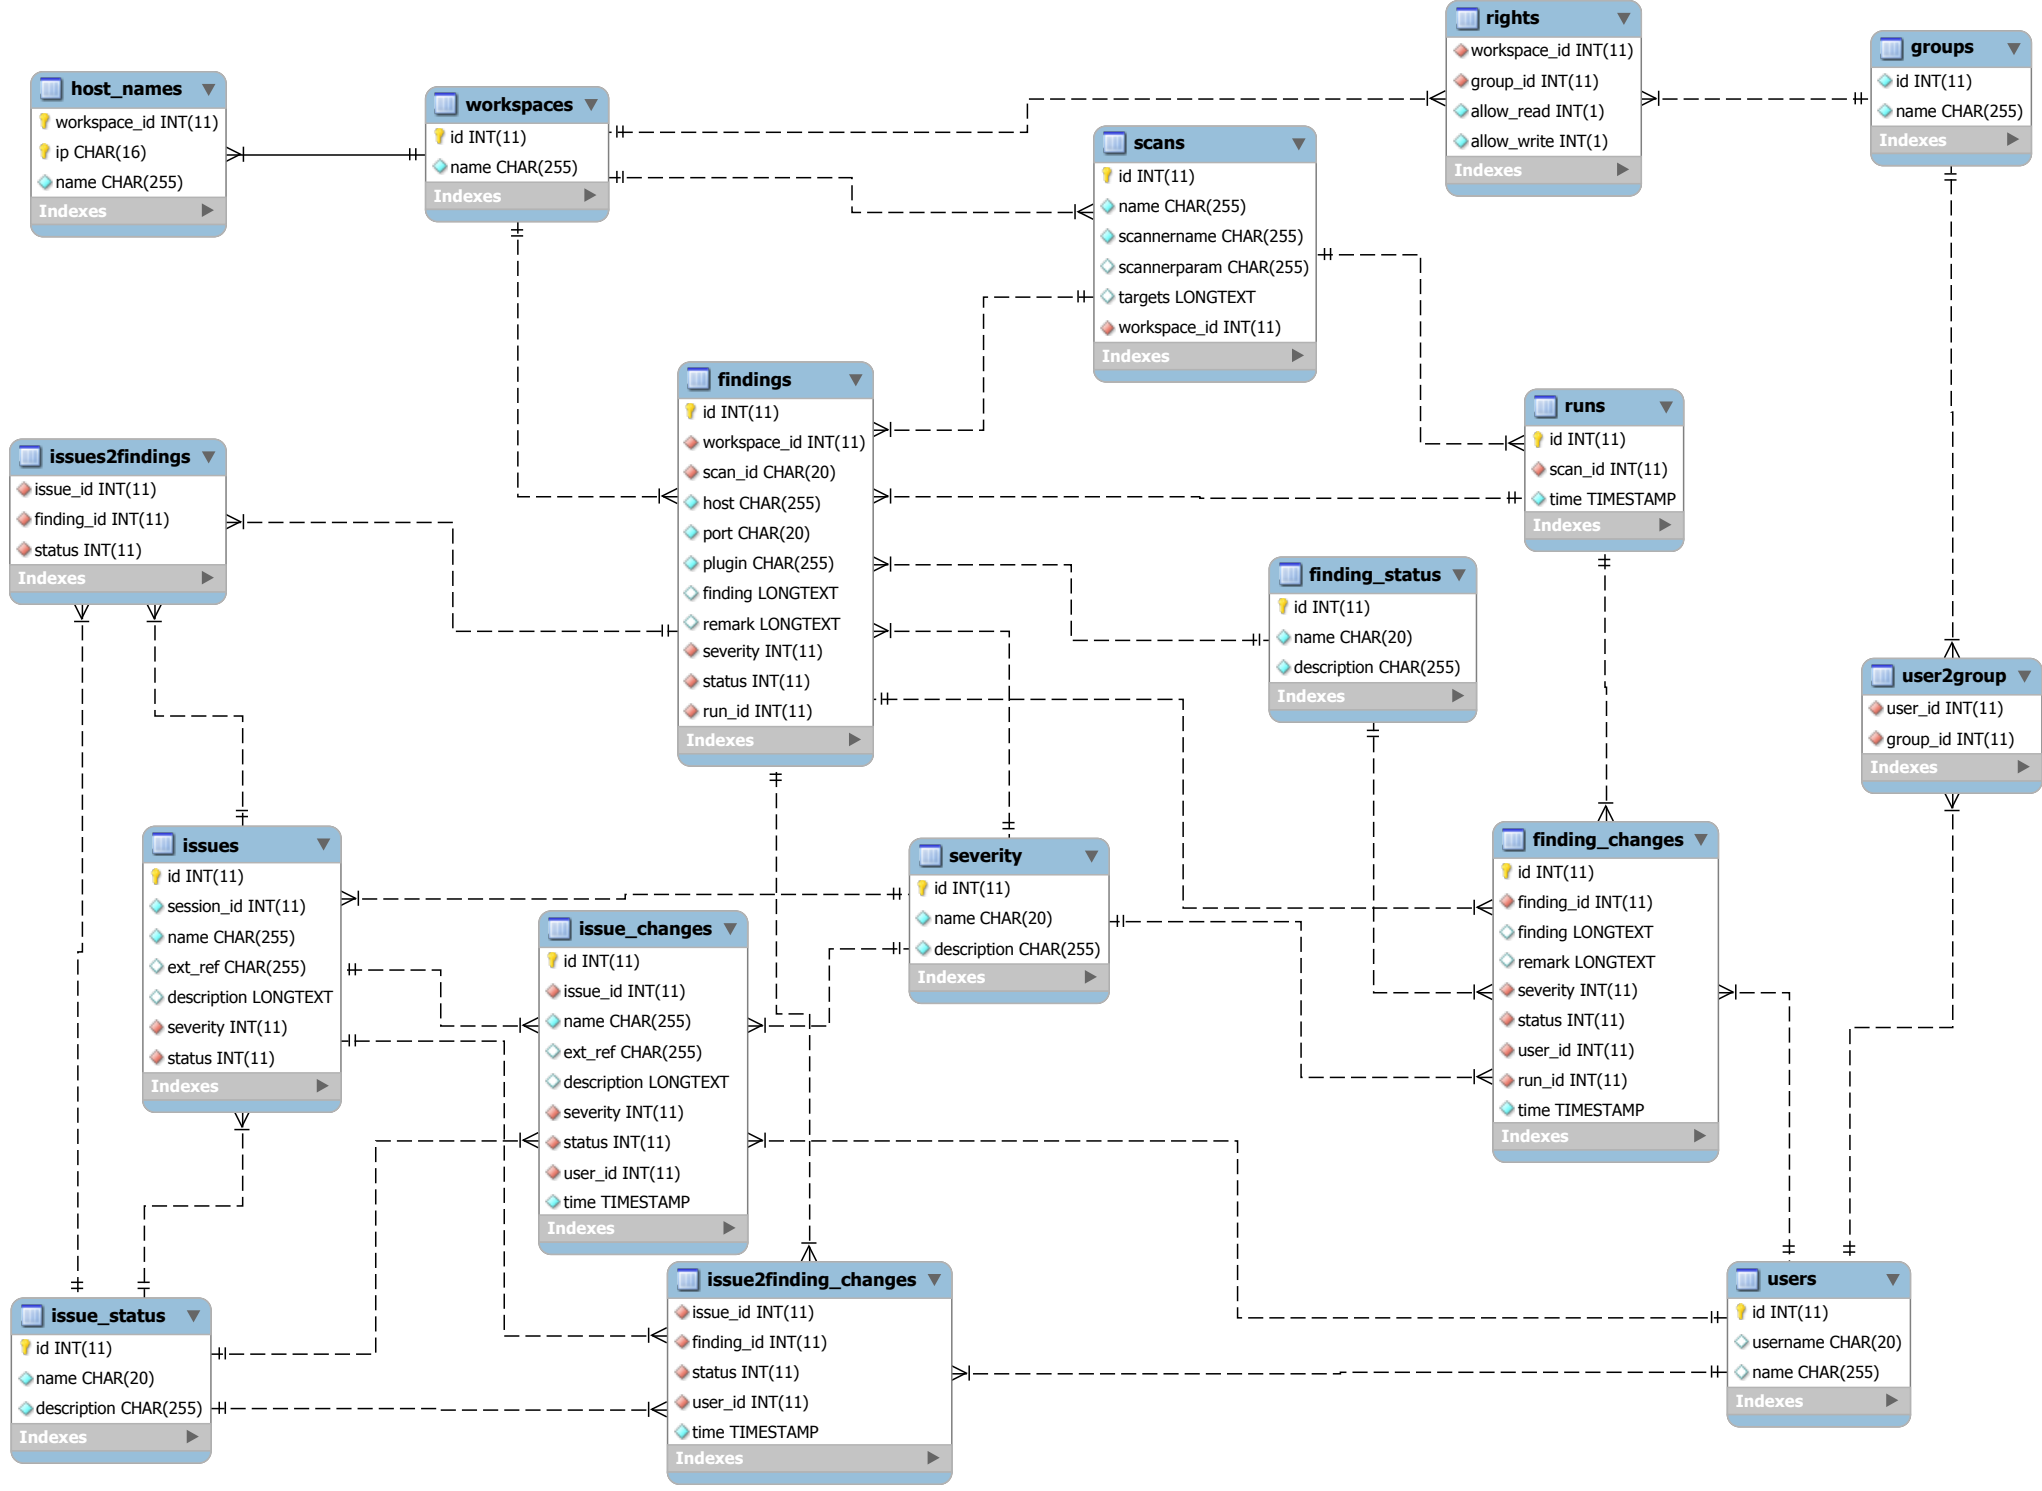 rights
workspace_id INT(11)
group_id INT(11)
allow_read INT(1)
allow_write INT(1)
Indexes
groups
id INT(11)
name CHAR(255)
Indexes
host_names
workspace_id INT(11)
ip CHAR(16)
name CHAR(255)
Indexes
workspaces
id INT(11)
name CHAR(255)
Indexes
scans
id INT(11)
name CHAR(255)
scannername CHAR(255)
scannerparam CHAR(255)
targets LONGTEXT
workspace_id INT(11)
Indexes
findings
id INT(11)
workspace_id INT(11)
scan_id CHAR(20)
host CHAR(255)
port CHAR(20)
plugin CHAR(255)
finding LONGTEXT
remark LONGTEXT
severity INT(11)
status INT(11)
run_id INT(11)
Indexes
runs
id INT(11)
scan_id INT(11)
time TIMESTAMP
Indexes
issues2findings
issue_id INT(11)
finding_id INT(11)
status INT(11)
Indexes
finding_status
id INT(11)
name CHAR(20)
description CHAR(255)
Indexes
user2group
user_id INT(11)
group_id INT(11)
Indexes
issues
id INT(11)
session_id INT(11)
name CHAR(255)
ext_ref CHAR(255)
description LONGTEXT
severity INT(11)
status INT(11)
Indexes
severity
id INT(11)
name CHAR(20)
description CHAR(255)
Indexes
finding_changes
id INT(11)
finding_id INT(11)
finding LONGTEXT
remark LONGTEXT
severity INT(11)
status INT(11)
user_id INT(11)
run_id INT(11)
time TIMESTAMP
Indexes
issue_changes
id INT(11)
issue_id INT(11)
name CHAR(255)
ext_ref CHAR(255)
description LONGTEXT
severity INT(11)
status INT(11)
user_id INT(11)
time TIMESTAMP
Indexes
issue_status
id INT(11)
name CHAR(20)
description CHAR(255)
Indexes
issue2finding_changes
issue_id INT(11)
finding_id INT(11)
status INT(11)
user_id INT(11)
time TIMESTAMP
Indexes
users
id INT(11)
username CHAR(20)
name CHAR(255)
Indexes